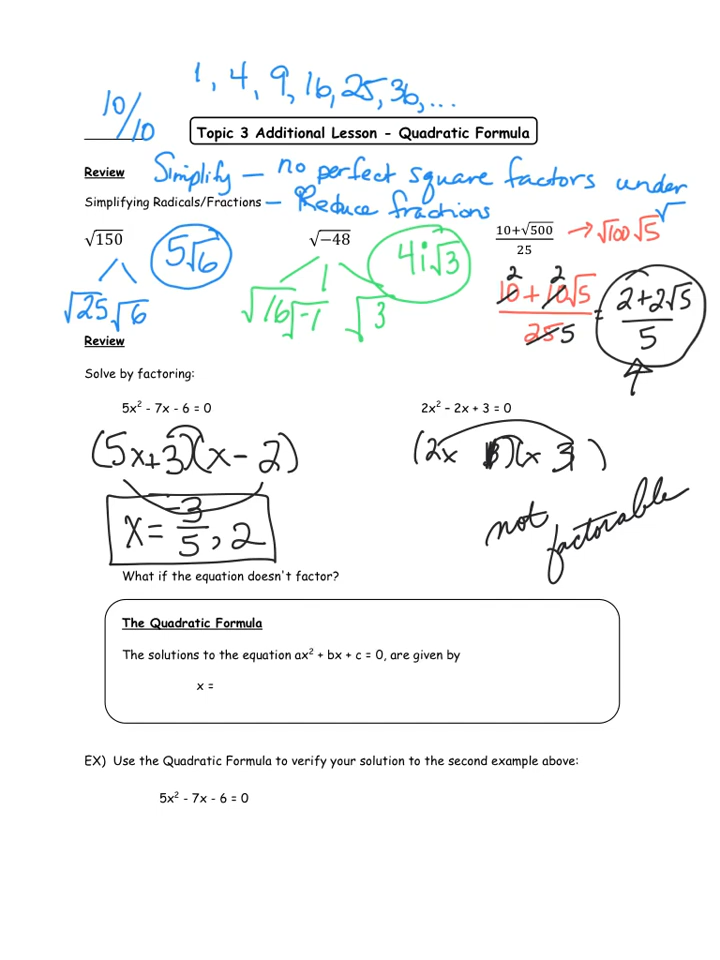 1, 4, 9, 16, 25, 36, ...
10/10
Topic 3 Additional Lesson - Quadratic Formula
Review
Simplify — no perfect square factors under √
Simplifying Radicals/Fractions — Reduce fractions
√150
5√6
√-48
4i√3
(10+√500)/25 → √100 √5
√25 √6
√16 √-1 √3
2 2
10 + 10√5
25 5
= (2+2√5)/5
Review
Solve by factoring:
5x² - 7x - 6 = 0
2x² – 2x + 3 = 0
(5x+3)(x-2)
(2x )(x 3 )
x = -3/5, 2
not factorable
What if the equation doesn't factor?
The Quadratic Formula
The solutions to the equation ax² + bx + c = 0, are given by
x =
EX) Use the Quadratic Formula to verify your solution to the second example above:
5x² - 7x - 6 = 0